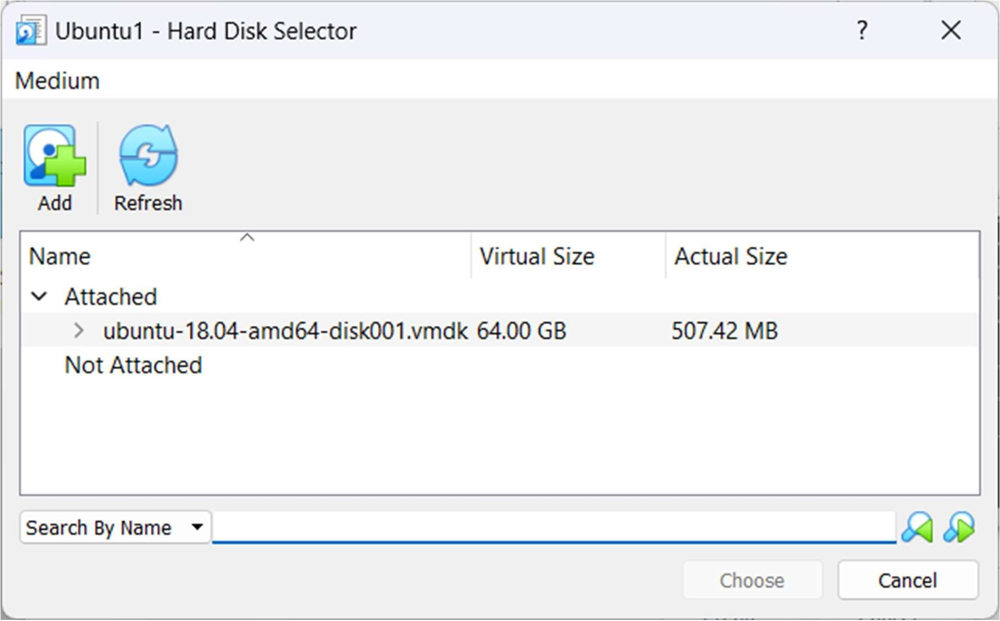 Ubuntu1 - Hard Disk Selector ?
Medium
Add Refresh
Name Virtual Size Actual Size
Attached
ubuntu-18.04-amd64-disk001.vmdk 64.00 GB 507.42 MB
Not Attached
Search By Name
Choose Cancel